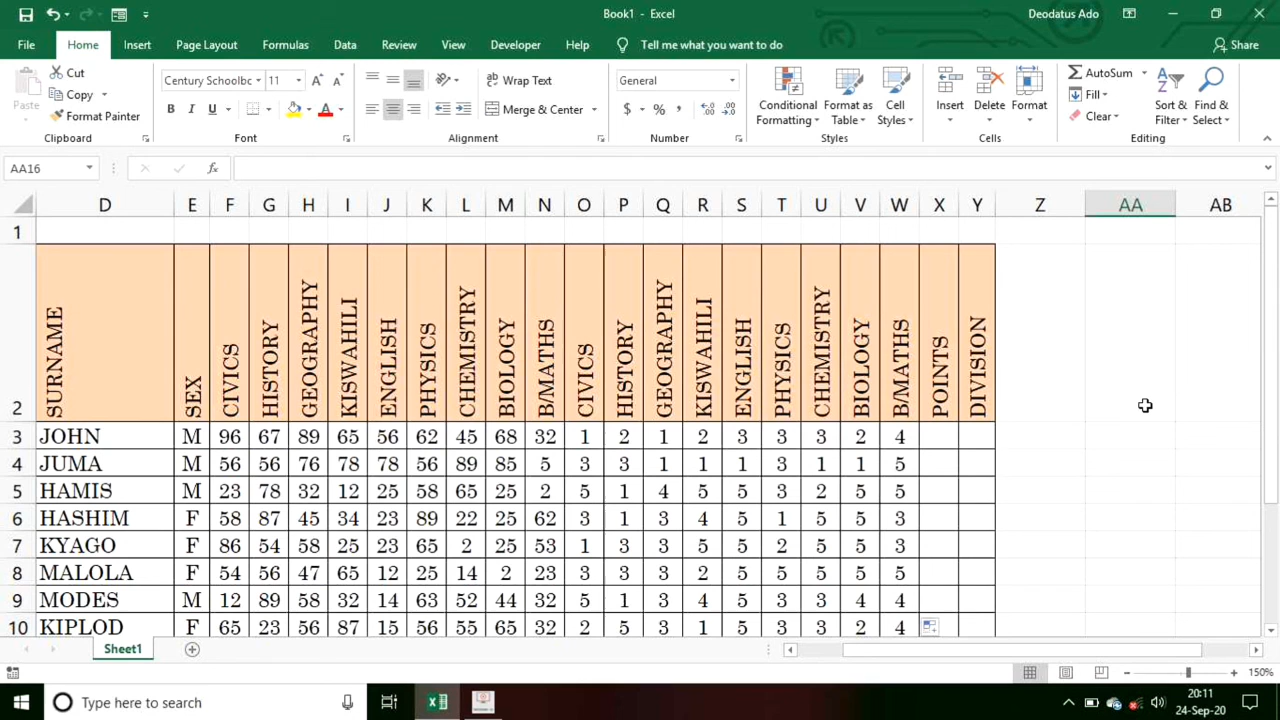 Book1 - Excel
Deodatus Ado
File Home Insert Page Layout Formulas Data Review View Developer Help Tell me what you want to do Share
Paste
Cut
Copy
Format Painter
Century Schoolbc 11
B I U
Wrap Text
Merge & Center
General
$ % ,
Conditional Formatting
Format as Table
Cell Styles
Insert
Delete
Format
AutoSum
Fill
Clear
Sort & Filter
Find & Select
Clipboard Font Alignment Number Styles Cells Editing
AA16 fx
D E F G H I J K L M N O P Q R S T U V W X Y Z AA AB
1
2 SURNAME SEX CIVICS HISTORY GEOGRAPHY KISWAHILI ENGLISH PHYSICS CHEMISTRY BIOLOGY B/MATHS CIVICS HISTORY GEOGRAPHY KISWAHILI ENGLISH PHYSICS CHEMISTRY BIOLOGY B/MATHS POINTS DIVISION
3 JOHN M 96 67 89 65 56 62 45 68 32 1 2 1 2 3 3 3 2 4
4 JUMA M 56 56 76 78 78 56 89 85 5 3 3 1 1 1 3 1 1 5
5 HAMIS M 23 78 32 12 25 58 65 25 2 5 1 4 5 5 3 2 5 5
6 HASHIM F 58 87 45 34 23 89 22 25 62 3 1 3 4 5 1 5 5 3
7 KYAGO F 86 54 58 25 23 65 2 25 53 1 3 3 5 5 2 5 5 3
8 MALOLA F 54 56 47 65 12 25 14 2 23 3 3 3 2 5 5 5 5 5
9 MODES M 12 89 58 32 14 63 52 44 32 5 1 3 4 5 3 3 4 4
10 KIPLOD F 65 23 56 87 15 56 55 65 32 2 5 3 1 5 3 3 2 4
Sheet1
150%
Type here to search
20:11
24-Sep-20